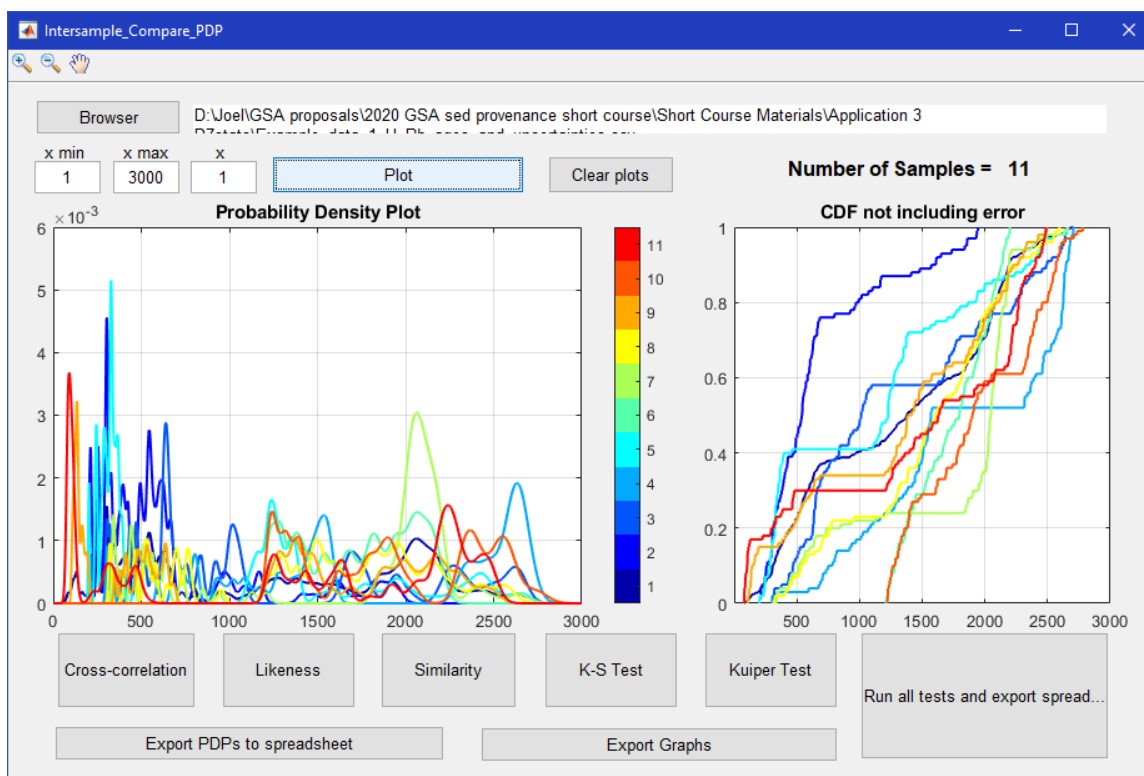 Intersample_Compare_PDP
Browser
D:\Joel\GSA proposals\2020 GSA sed provenance short course\Short Course Materials\Application 3
x min
x max
x
1
3000
1
Plot
Clear plots
Number of Samples = 11
Probability Density Plot
CDF not including error
×10⁻³
6
5
4
3
2
1
0
0
500
1000
1500
2000
2500
3000
11
10
9
8
7
6
5
4
3
2
1
1
0.8
0.6
0.4
0.2
0
500
1000
1500
2000
2500
3000
Cross-correlation
Likeness
Similarity
K-S Test
Kuiper Test
Run all tests and export spread...
Export PDPs to spreadsheet
Export Graphs